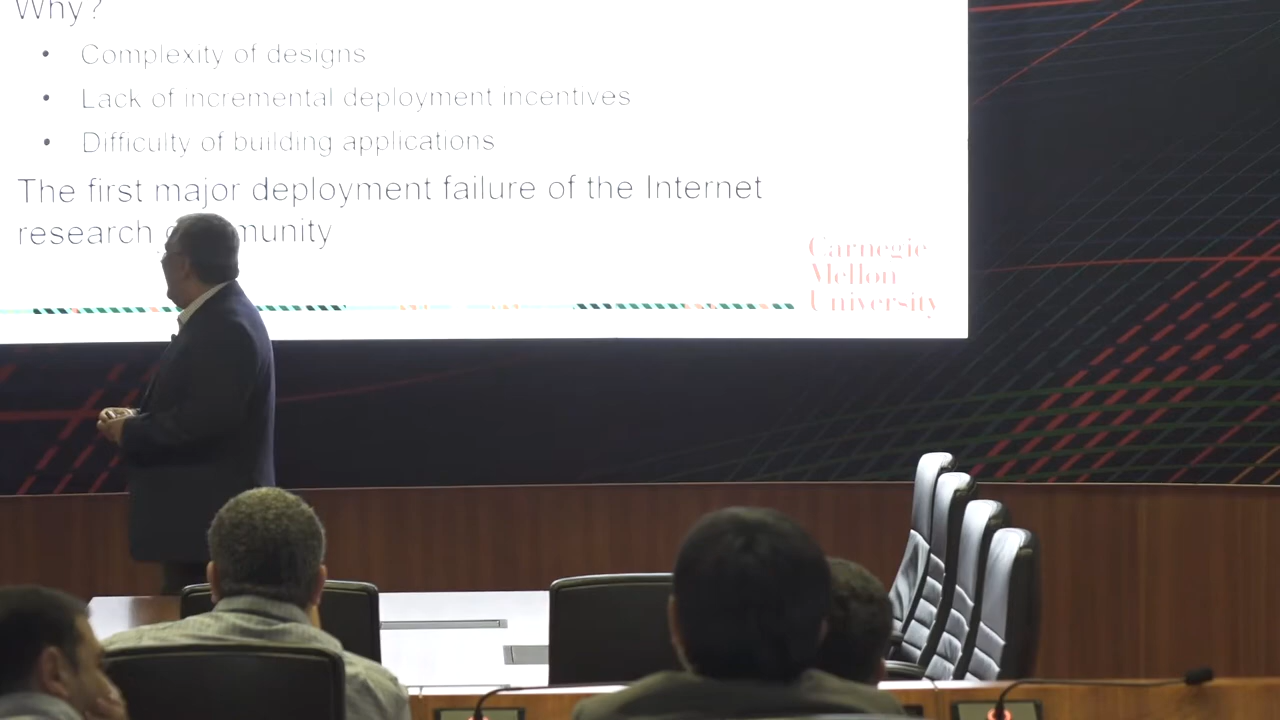 Why?
• Complexity of designs
• Lack of incremental deployment incentives
• Difficulty of building applications
The first major deployment failure of the Internet
research munity
Carnegie
Mellon
University